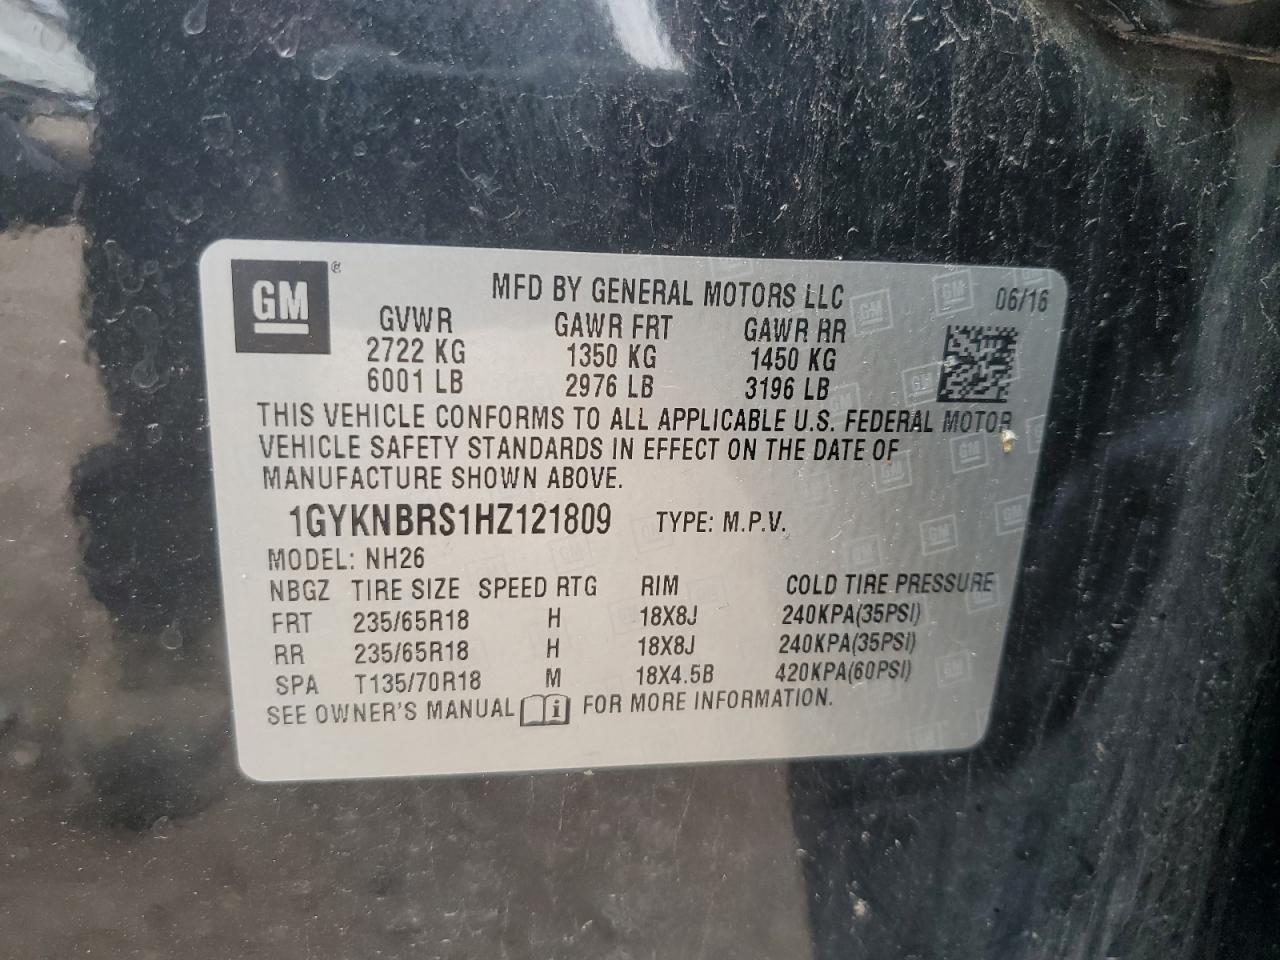 GM ®
MFD BY GENERAL MOTORS LLC 06/16
GVWR GAWR FRT GAWR RR
2722 KG 1350 KG 1450 KG
6001 LB 2976 LB 3196 LB
THIS VEHICLE CONFORMS TO ALL APPLICABLE U.S. FEDERAL MOTOR
VEHICLE SAFETY STANDARDS IN EFFECT ON THE DATE OF
MANUFACTURE SHOWN ABOVE.
1GYKNBRS1HZ121809 TYPE: M.P.V.
MODEL: NH26
NBGZ TIRE SIZE SPEED RTG RIM COLD TIRE PRESSURE
FRT 235/65R18 H 18X8J 240KPA(35PSI)
RR 235/65R18 H 18X8J 240KPA(35PSI)
SPA T135/70R18 M 18X4.5B 420KPA(60PSI)
SEE OWNER'S MANUAL i FOR MORE INFORMATION.